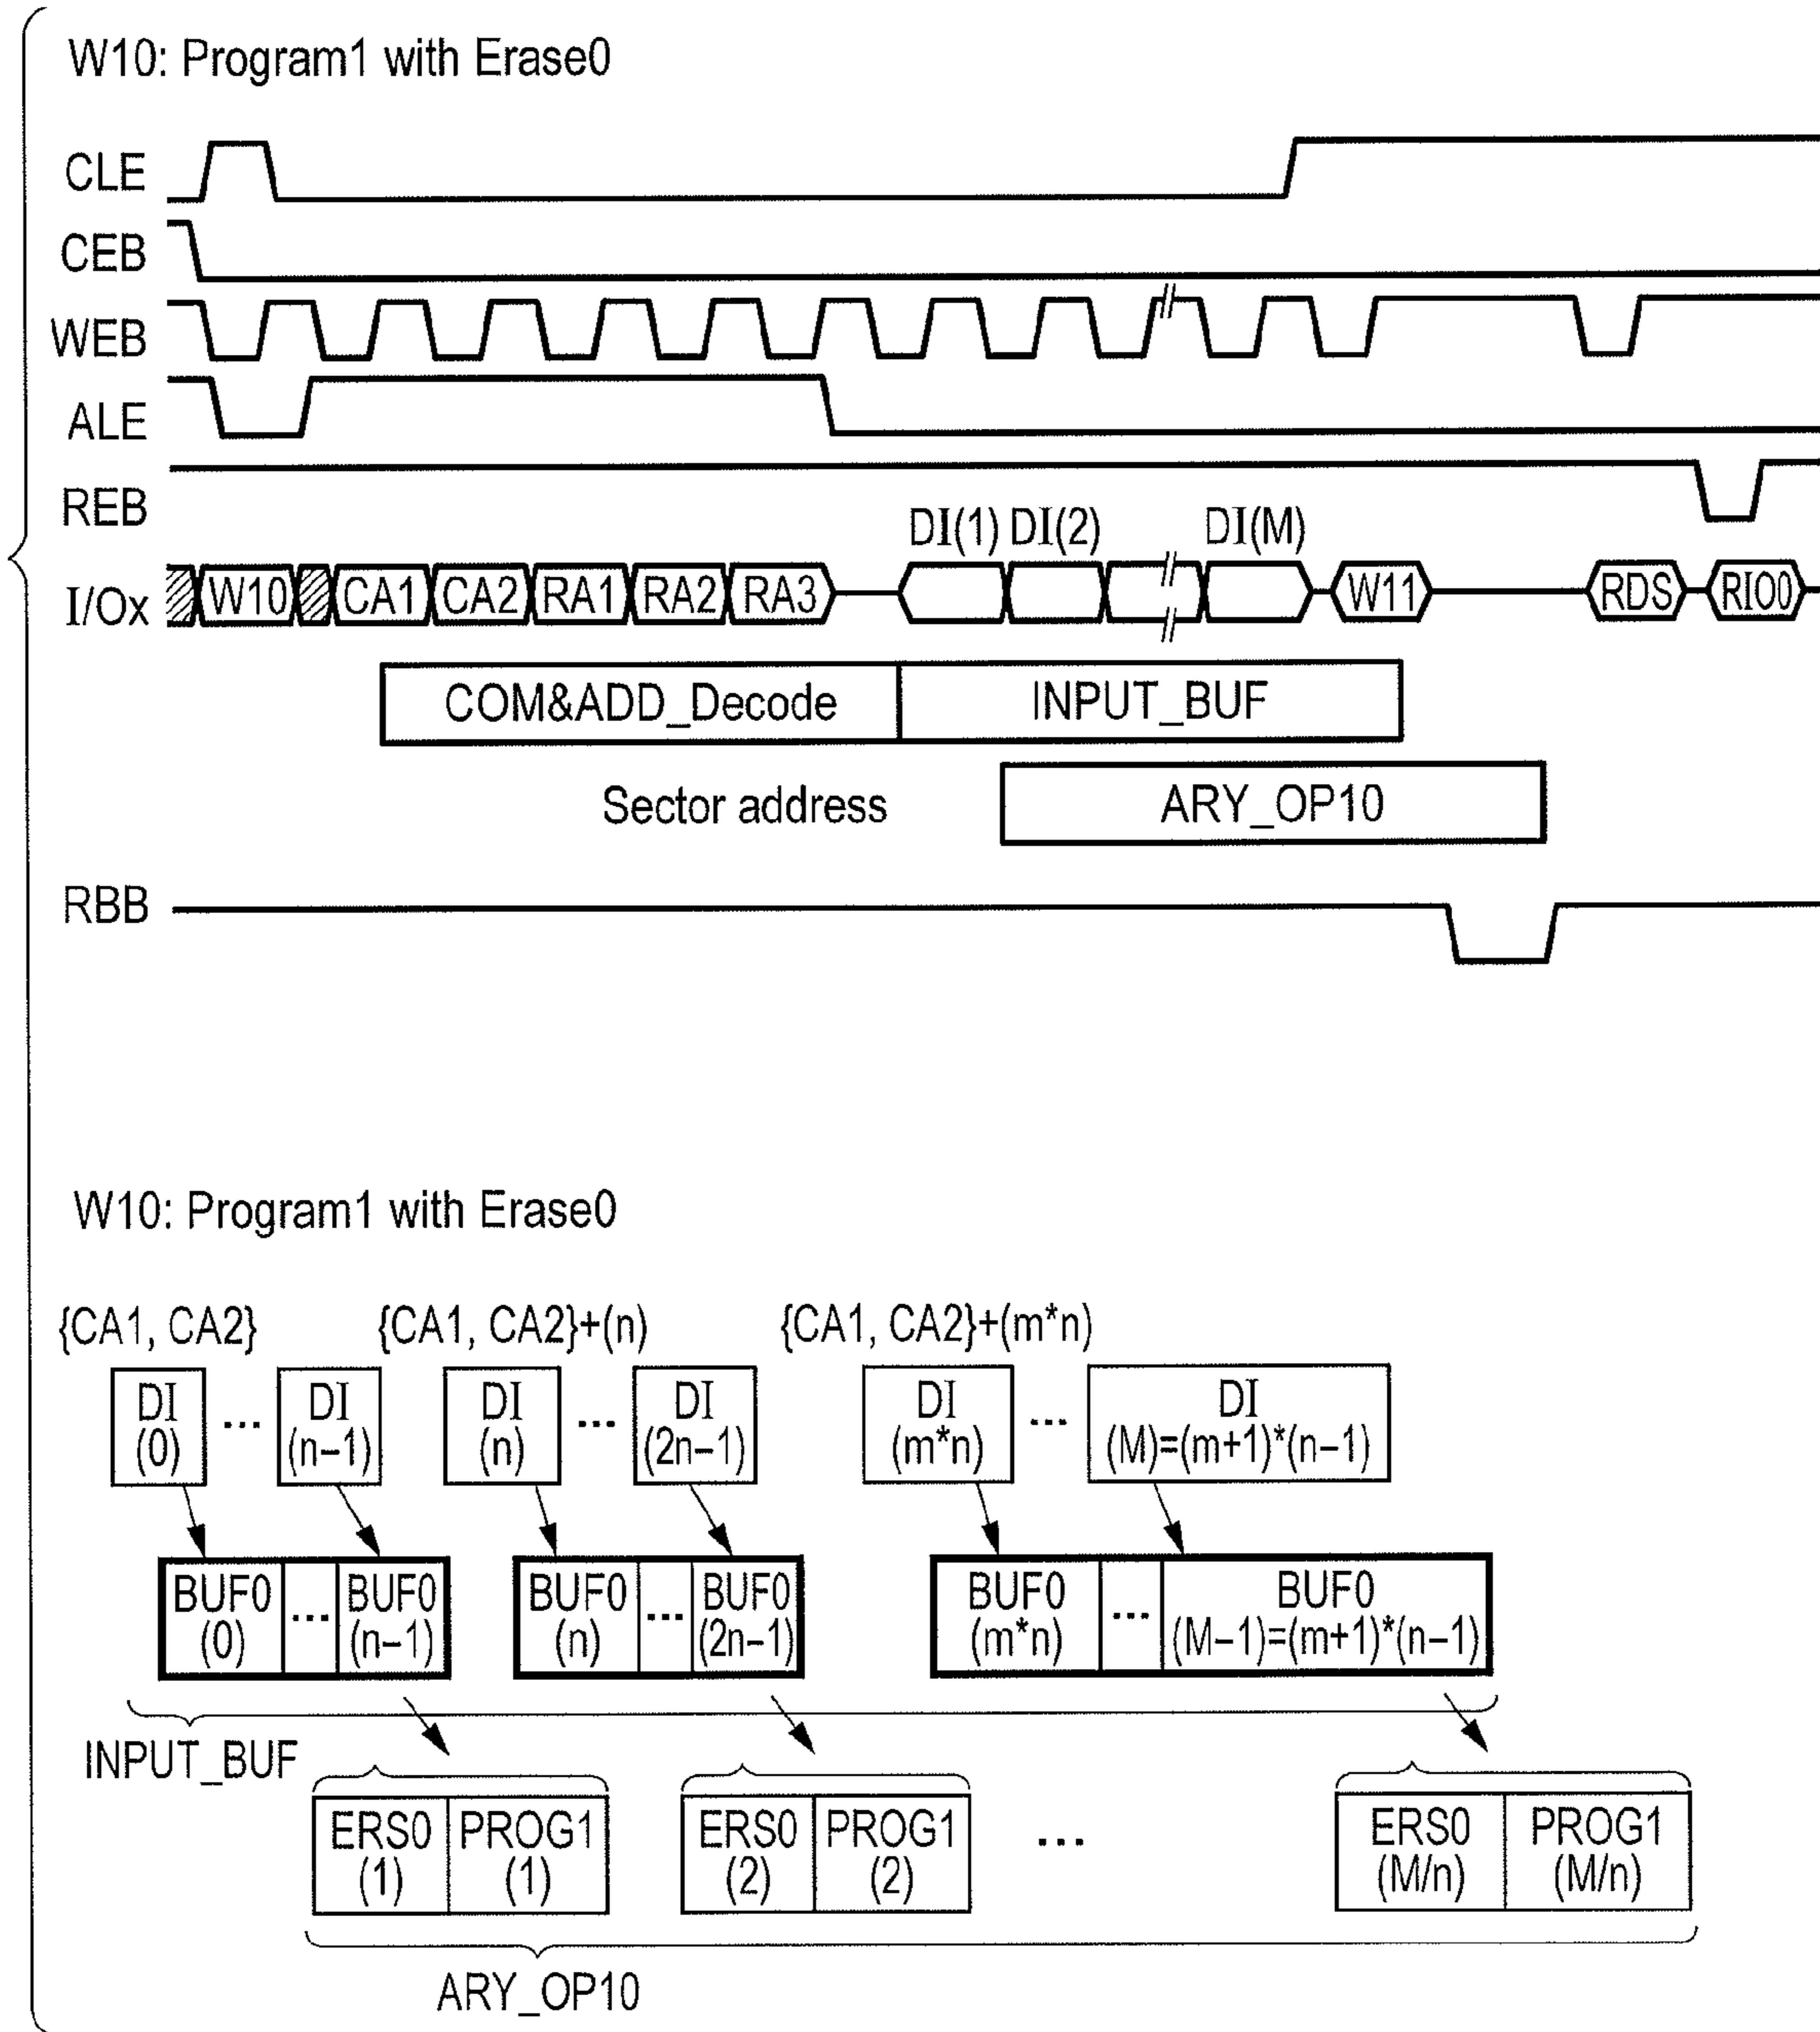 W10: Program1 with Erase0
CLE
CEB
WEB
ALE
REB
DI(1) DI(2) DI(M)
I/Ox W10 CA1 CA2 RA1 RA2 RA3 W11 RDS RIO0
COM&ADD_Decode INPUT_BUF
Sector address ARY_OP10
RBB
W10: Program1 with Erase0
{CA1, CA2} {CA1, CA2}+(n) {CA1, CA2}+(m*n)
DI ... DI DI ... DI DI ... DI
(0) (n−1) (n) (2n−1) (m*n) (M)=(m+1)*(n−1)
BUF0 ... BUF0 BUF0 ... BUF0 BUF0 ... BUF0
(0) (n−1) (n) (2n−1) (m*n) (M−1)=(m+1)*(n−1)
INPUT_BUF
ERS0 PROG1 ERS0 PROG1 ... ERS0 PROG1
(1) (1) (2) (2) (M/n) (M/n)
ARY_OP10